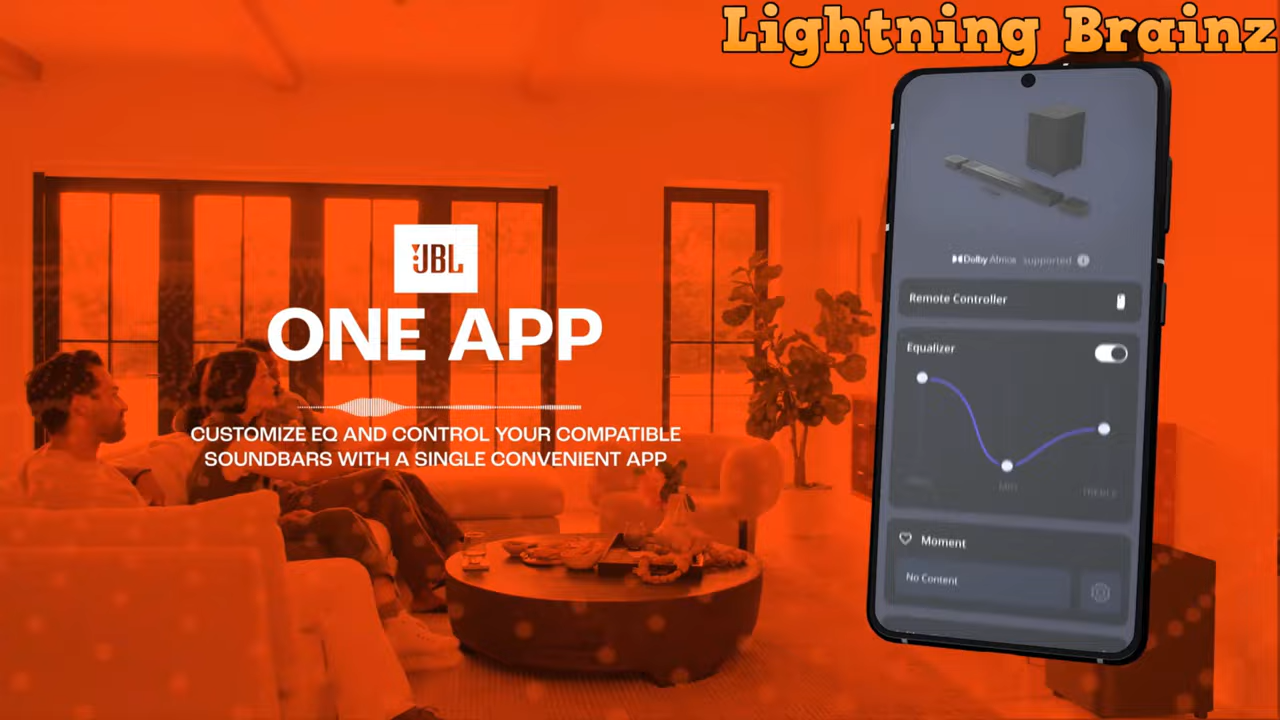 Lightning Brainz
JBL
ONE APP
CUSTOMIZE EQ AND CONTROL YOUR COMPATIBLE
SOUNDBARS WITH A SINGLE CONVENIENT APP
Dolby Atmos supported
Remote Controller
Equalizer
MID
TREBLE
Moment
No Content